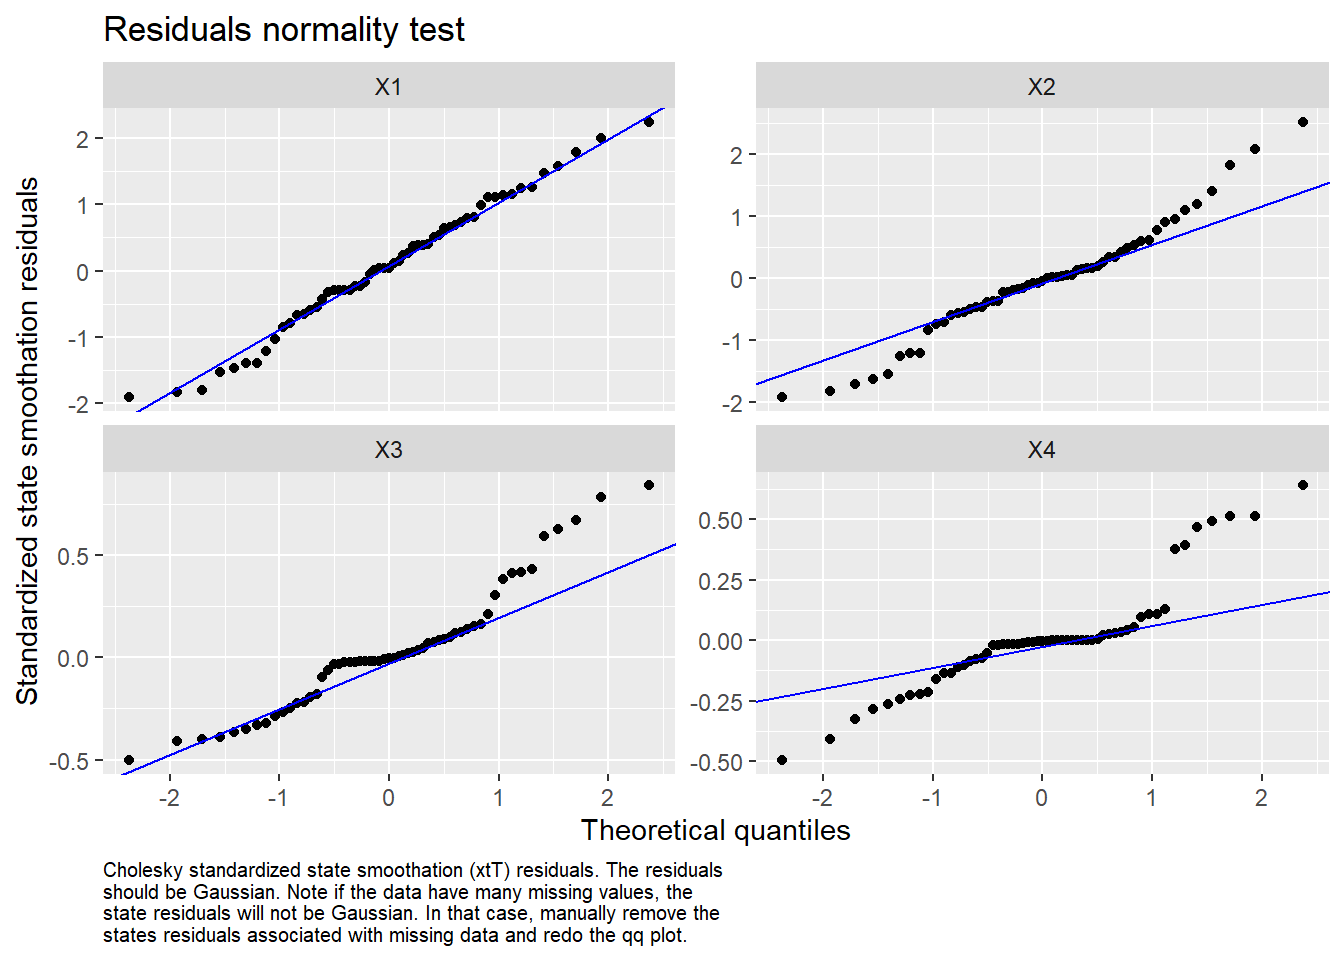 Residuals normality test
X1
X2
2
1
0
-1
-2
2
1
0
-1
-2
Standardized state smoothation residuals
X3
X4
0.5
0.0
-0.5
0.50
0.25
0.00
-0.25
-0.50
-2 -1 0 1 2
-2 -1 0 1 2
Theoretical quantiles
Cholesky standardized state smoothation (xtT) residuals. The residuals
should be Gaussian. Note if the data have many missing values, the
state residuals will not be Gaussian. In that case, manually remove the
states residuals associated with missing data and redo the qq plot.